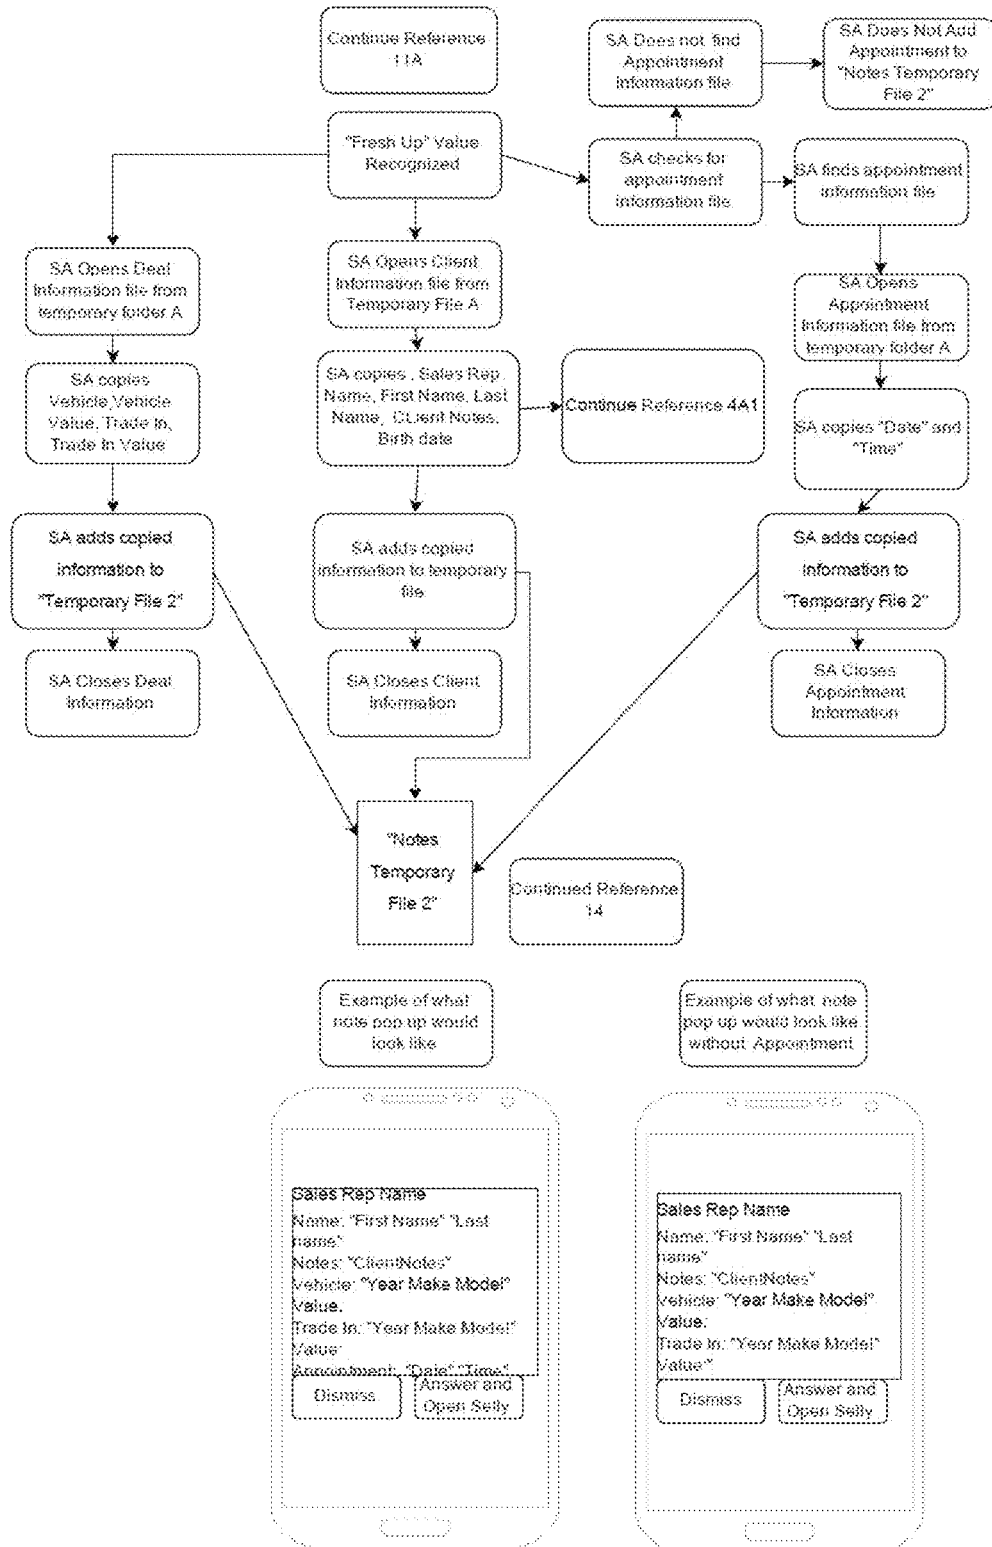 Continue Reference
11A
SA Does not find
Appointment
Information file
SA Does Not Add
Appointment to
"Notes Temporary
File 2"
"Fresh Up" Value
Recognized
SA checks for
appointment
information file
SA finds appointment
information file
SA Opens Deal
Information file from
temporary folder A
SA Opens Client
Information file from
Temporary File A
SA Opens
Appointment
Information file from
temporary folder A
SA copies
Vehicle,Vehicle
Value, Trade In,
Trade In Value
SA copies , Sales Rep
Name, First Name, Last
Name, CLient Notes,
Birth date
Continue Reference 4A1
SA copies "Date" and
"Time"
SA adds copied
information to
"Temporary File 2"
SA adds copied
information to temporary
file
SA adds copied
information to
"Temporary File 2"
SA Closes Deal
Information
SA Closes Client
Information
SA Closes
Appointment
Information
"Notes
Temporary
File 2"
Continued Reference
14
Example of what
note pop up would
look like
Example of what note
pop up would look like
without Appointment
Sales Rep Name
Name: "First Name" "Last
name"
Notes: "ClientNotes"
Vehicle: "Year Make Model"
Value:
Trade In: "Year Make Model"
Value:
Appointment: "Date" "Time"
Dismiss
Answer and
Open Selly
Sales Rep Name
Name: "First Name" "Last
name"
Notes: "ClientNotes"
Vehicle: "Year Make Model"
Value:
Trade In: "Year Make Model"
Value:"
Dismiss
Answer and
Open Selly